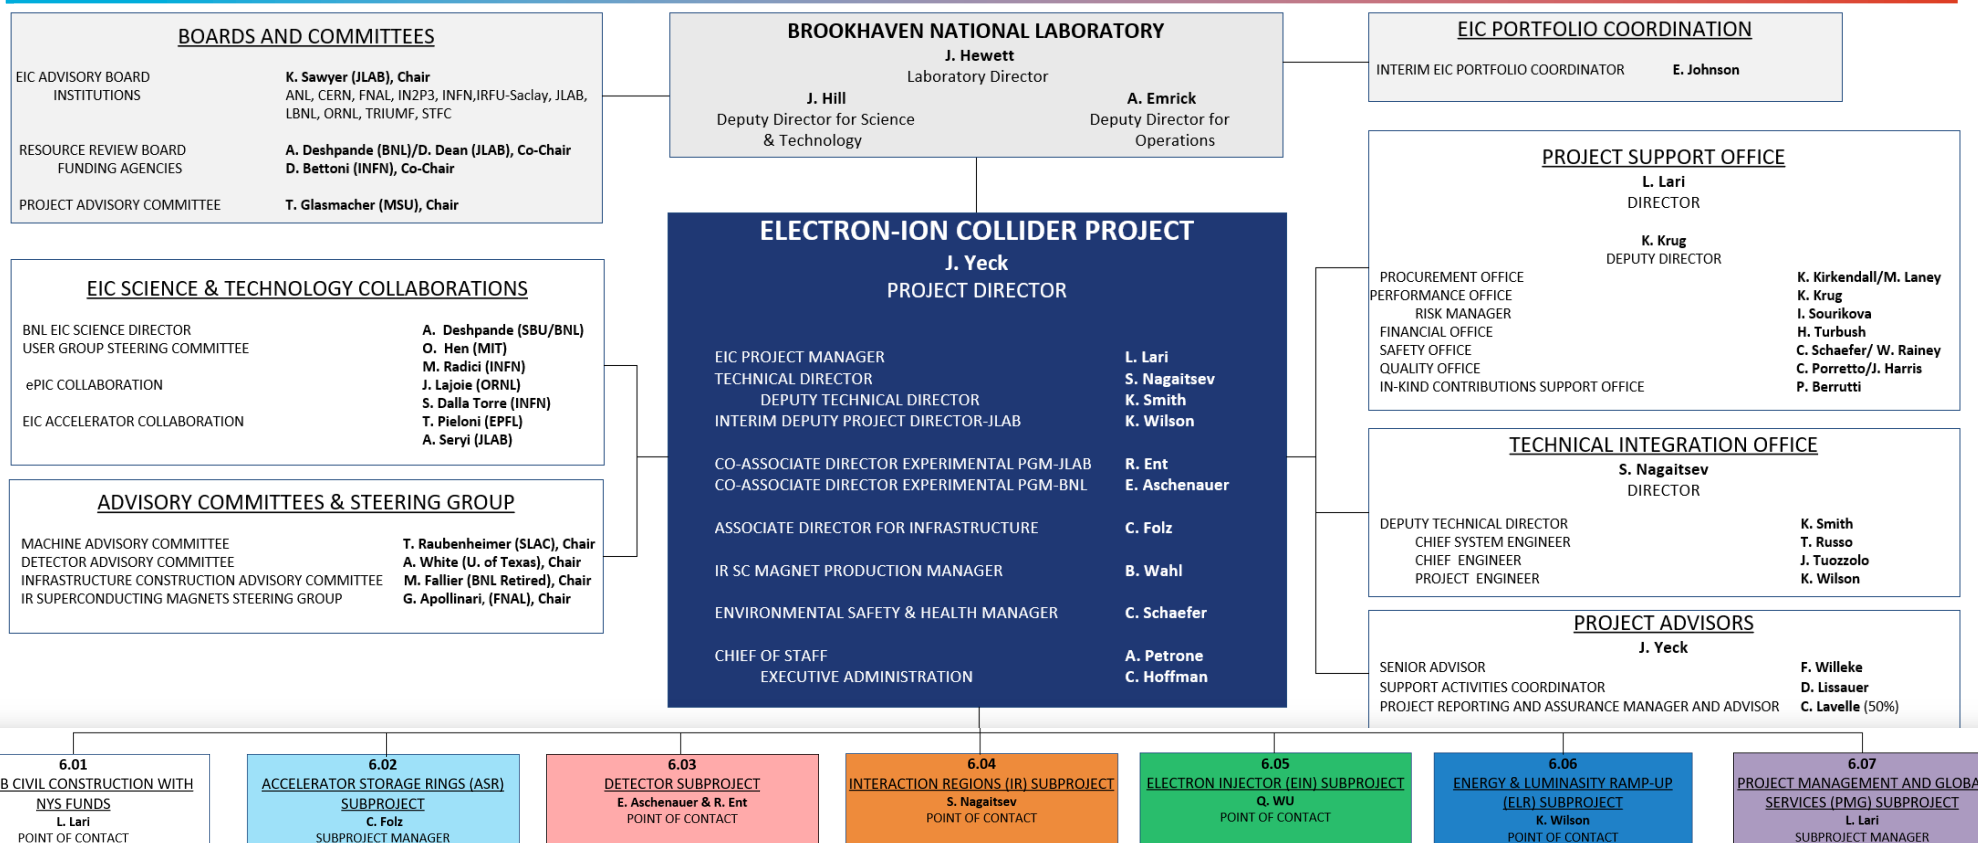 BOARDS AND COMMITTEES
EIC ADVISORY BOARD K. Sawyer (JLAB), Chair
INSTITUTIONS ANL, CERN, FNAL, IN2P3, INFN,IRFU-Saclay, JLAB,
LBNL, ORNL, TRIUMF, STFC
RESOURCE REVIEW BOARD A. Deshpande (BNL)/D. Dean (JLAB), Co-Chair
FUNDING AGENCIES D. Bettoni (INFN), Co-Chair
PROJECT ADVISORY COMMITTEE T. Glasmacher (MSU), Chair
BROOKHAVEN NATIONAL LABORATORY
J. Hewett
Laboratory Director
J. Hill A. Emrick
Deputy Director for Science Deputy Director for
& Technology Operations
EIC PORTFOLIO COORDINATION
INTERIM EIC PORTFOLIO COORDINATOR E. Johnson
EIC SCIENCE & TECHNOLOGY COLLABORATIONS
BNL EIC SCIENCE DIRECTOR A. Deshpande (SBU/BNL)
USER GROUP STEERING COMMITTEE O. Hen (MIT)
M. Radici (INFN)
ePIC COLLABORATION J. Lajoie (ORNL)
S. Dalla Torre (INFN)
EIC ACCELERATOR COLLABORATION T. Pieloni (EPFL)
A. Seryi (JLAB)
ADVISORY COMMITTEES & STEERING GROUP
MACHINE ADVISORY COMMITTEE T. Raubenheimer (SLAC), Chair
DETECTOR ADVISORY COMMITTEE A. White (U. of Texas), Chair
INFRASTRUCTURE CONSTRUCTION ADVISORY COMMITTEE M. Fallier (BNL Retired), Chair
IR SUPERCONDUCTING MAGNETS STEERING GROUP G. Apollinari, (FNAL), Chair
ELECTRON-ION COLLIDER PROJECT
J. Yeck
PROJECT DIRECTOR
EIC PROJECT MANAGER L. Lari
TECHNICAL DIRECTOR S. Nagaitsev
DEPUTY TECHNICAL DIRECTOR K. Smith
INTERIM DEPUTY PROJECT DIRECTOR-JLAB K. Wilson
CO-ASSOCIATE DIRECTOR EXPERIMENTAL PGM-JLAB R. Ent
CO-ASSOCIATE DIRECTOR EXPERIMENTAL PGM-BNL E. Aschenauer
ASSOCIATE DIRECTOR FOR INFRASTRUCTURE C. Folz
IR SC MAGNET PRODUCTION MANAGER B. Wahl
ENVIRONMENTAL SAFETY & HEALTH MANAGER C. Schaefer
CHIEF OF STAFF A. Petrone
EXECUTIVE ADMINISTRATION C. Hoffman
PROJECT SUPPORT OFFICE
L. Lari
DIRECTOR
K. Krug
DEPUTY DIRECTOR
PROCUREMENT OFFICE K. Kirkendall/M. Laney
PERFORMANCE OFFICE K. Krug
RISK MANAGER I. Sourikova
FINANCIAL OFFICE H. Turbush
SAFETY OFFICE C. Schaefer/ W. Rainey
QUALITY OFFICE C. Porretto/J. Harris
IN-KIND CONTRIBUTIONS SUPPORT OFFICE P. Berrutti
TECHNICAL INTEGRATION OFFICE
S. Nagaitsev
DIRECTOR
DEPUTY TECHNICAL DIRECTOR K. Smith
CHIEF SYSTEM ENGINEER T. Russo
CHIEF ENGINEER J. Tuozzolo
PROJECT ENGINEER K. Wilson
PROJECT ADVISORS
J. Yeck
SENIOR ADVISOR F. Willeke
SUPPORT ACTIVITIES COORDINATOR D. Lissauer
PROJECT REPORTING AND ASSURANCE MANAGER AND ADVISOR C. Lavelle (50%)
6.01
B CIVIL CONSTRUCTION WITH
NYS FUNDS
L. Lari
POINT OF CONTACT
6.02
ACCELERATOR STORAGE RINGS (ASR)
SUBPROJECT
C. Folz
SUBPROJECT MANAGER
6.03
DETECTOR SUBPROJECT
E. Aschenauer & R. Ent
POINT OF CONTACT
6.04
INTERACTION REGIONS (IR) SUBPROJECT
S. Nagaitsev
POINT OF CONTACT
6.05
ELECTRON INJECTOR (EIN) SUBPROJECT
Q. WU
POINT OF CONTACT
6.06
ENERGY & LUMINASITY RAMP-UP
(ELR) SUBPROJECT
K. Wilson
POINT OF CONTACT
6.07
PROJECT MANAGEMENT AND GLOBA
SERVICES (PMG) SUBPROJECT
L. Lari
SUBPROJECT MANAGER